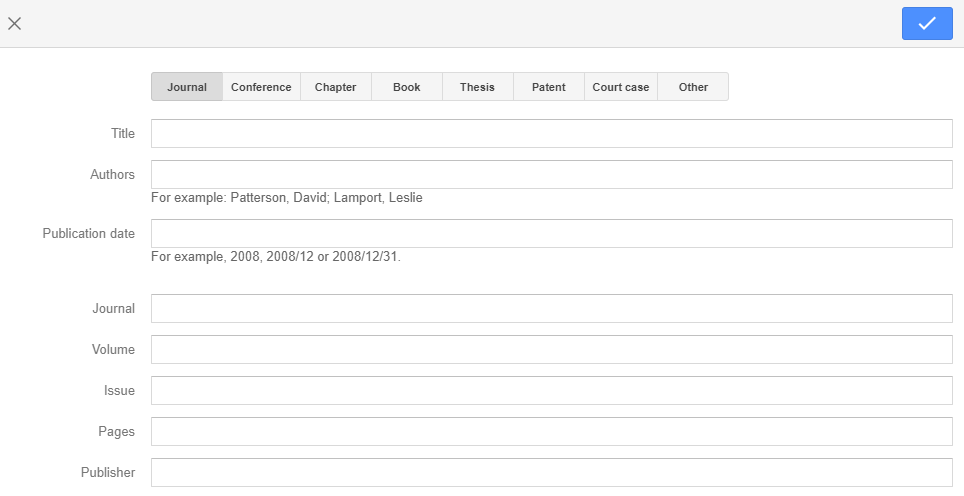 Journal Conference Chapter Book Thesis Patent Court case Other
Title
Authors
For example: Patterson, David; Lamport, Leslie
Publication date
For example, 2008, 2008/12 or 2008/12/31.
Journal
Volume
Issue
Pages
Publisher